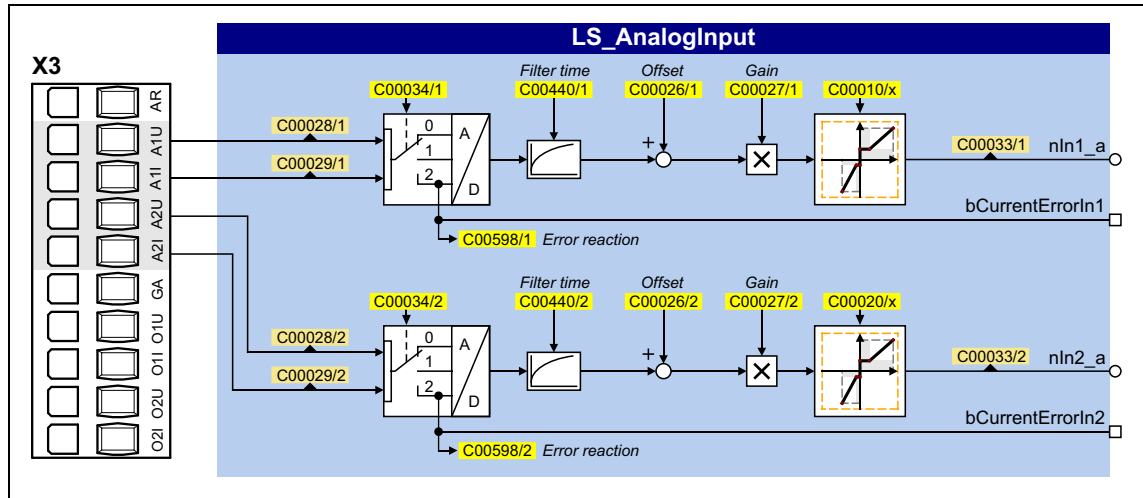 LS_AnalogInput
X3
AR
A1U
A1I
A2U
A2I
GA
O1U
O1I
O2U
O2I
Filter time Offset Gain
C00034/1 C00440/1 C00026/1 C00027/1 C00010/x
C00028/1
C00029/1
0
1
2
A
D
+
C00033/1 nIn1_a
bCurrentErrorIn1
C00598/1 Error reaction
Filter time Offset Gain
C00034/2 C00440/2 C00026/2 C00027/2 C00020/x
C00028/2
C00029/2
0
1
2
A
D
+
C00033/2 nIn2_a
bCurrentErrorIn2
C00598/2 Error reaction